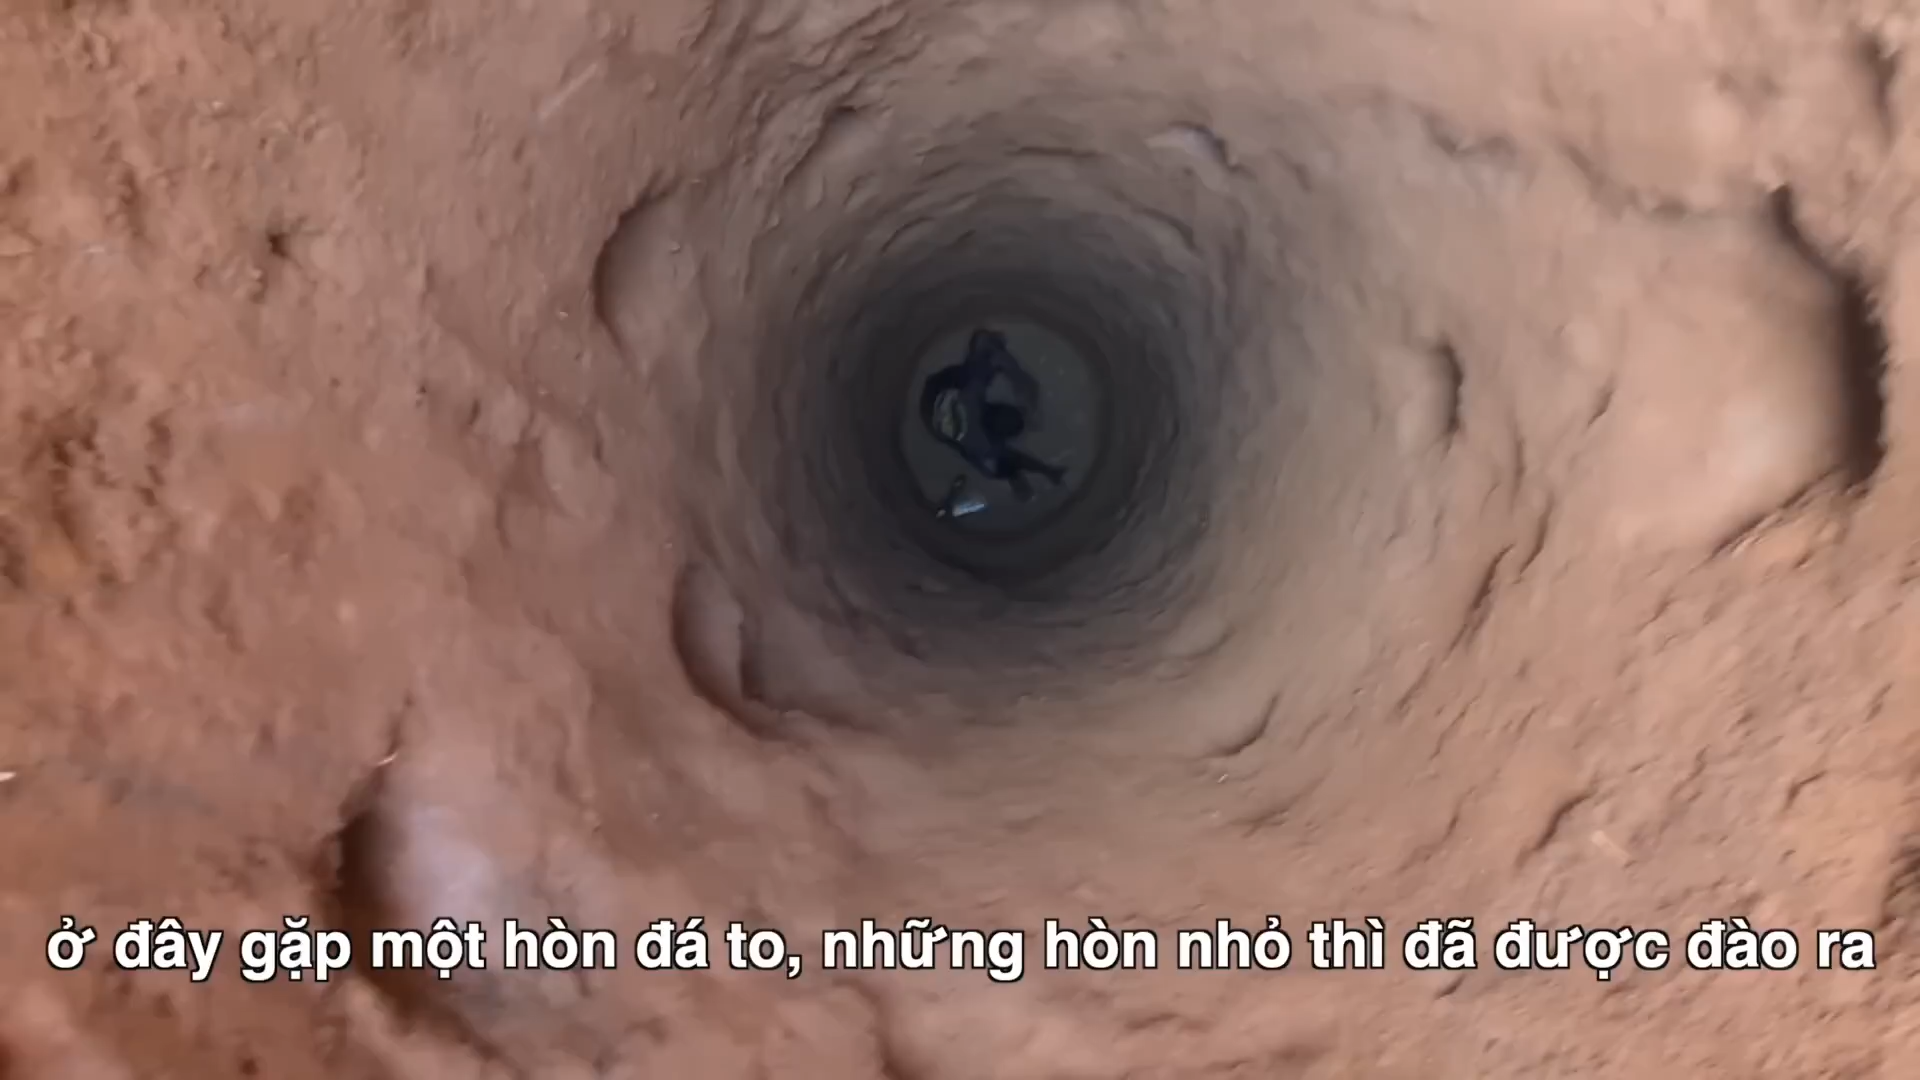 ở đây gặp một hòn đá to, những hòn nhỏ thì đã được đào ra